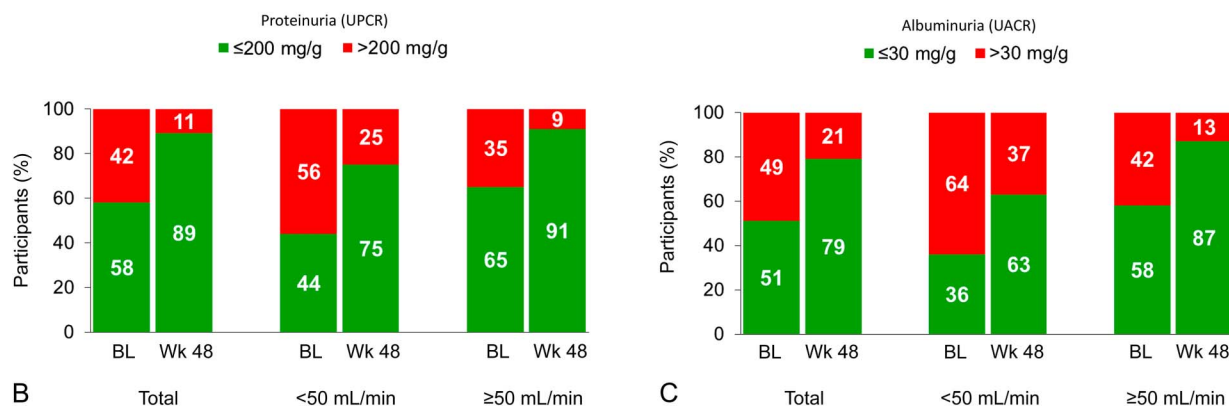 Proteinuria (UPCR)
≤200 mg/g >200 mg/g
Participants (%)
100
80
60
40
20
0
42 11 56 25 35 9
58 89 44 75 65 91
BL Wk 48 BL Wk 48 BL Wk 48
B Total <50 mL/min ≥50 mL/min
Albuminuria (UACR)
≤30 mg/g >30 mg/g
Participants (%)
100
80
60
40
20
0
49 21 64 37 42 13
51 79 36 63 58 87
BL Wk 48 BL Wk 48 BL Wk 48
C Total <50 mL/min ≥50 mL/min